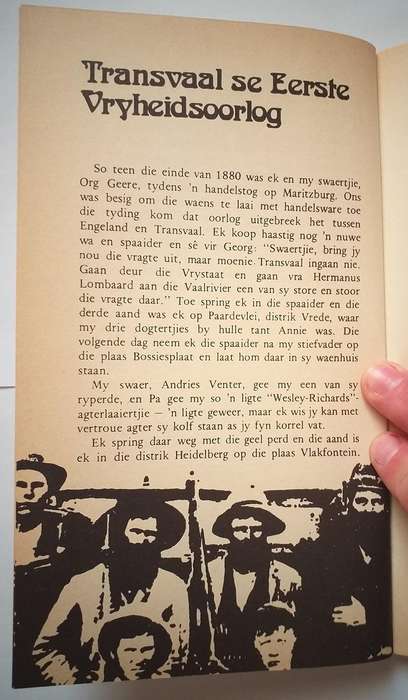 Transvaal se Eerste
Vryheidsoorlog
So teen die einde van 1880 was ek en my swaertjie,
Org Geere, tydens 'n handelstog op Maritzburg. Ons
was besig om die waens te laai met handelsware toe
die tyding kom dat oorlog uitgebreek het tussen
Engeland en Transvaal. Ek koop haastig nog 'n nuwe
wa en spaaider en sê vir Georg: "Swaertjie, bring jy
nou die vragte uit, maar moenie Transvaal ingaan nie.
Gaan deur die Vrystaat en gaan vra Hermanus
Lombaard aan die Vaalrivier een van sy store en stoor
die vragte daar." Toe spring ek in die spaaider en die
derde aand was ek op Paardevlei, distrik Vrede, waar
my drie dogtertjies by hulle tant Annie was. Die
volgende dag neem ek die spaaider na my stiefvader op
die plaas Bossiesplaat en laat hom daar in sy waenhuis
staan.
My swaer, Andries Venter, gee my een van sy
ryperde, en Pa gee my so 'n ligte "Wesley-Richards"-
agterlaaiertjie — 'n ligte geweer, maar ek wis jy kan met
vertroue agter sy kolf staan as jy fyn korrel vat.
Ek spring daar weg met die geel perd en die aand is
ek in die distrik Heidelberg op die plaas Vlakfontein.